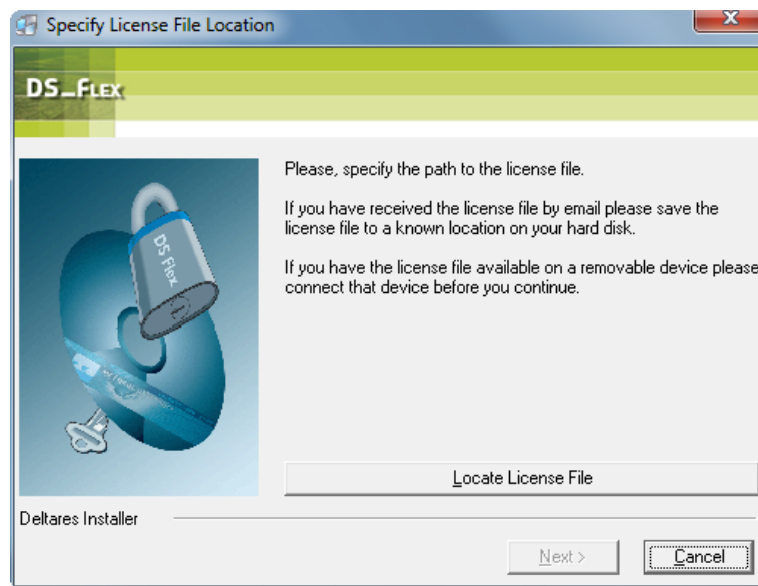 Specify License File Location
DS_FLEX
Please, specify the path to the license file.
If you have received the license file by email please save the
license file to a known location on your hard disk.
If you have the license file available on a removable device please
connect that device before you continue.
DS Flex
Locate License File
Deltares Installer
Next >
Cancel